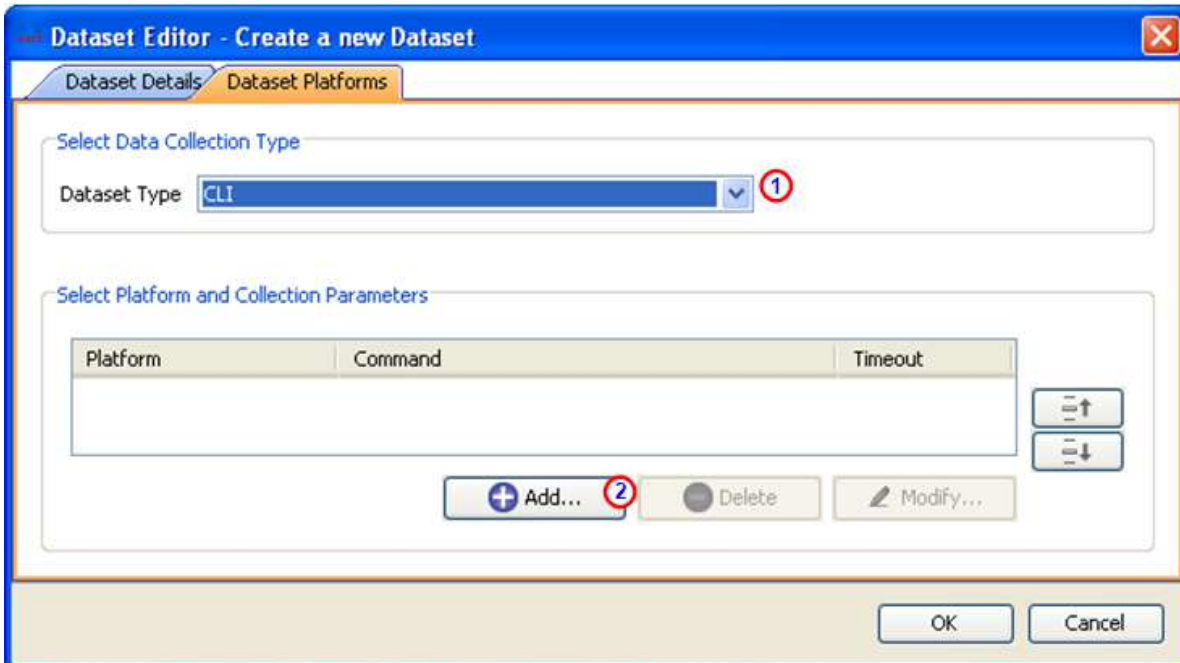 Dataset Editor - Create a new Dataset
Dataset Details Dataset Platforms
Select Data Collection Type
Dataset Type CLI 1
Select Platform and Collection Parameters
Platform Command Timeout
Add... 2 Delete Modify...
OK Cancel